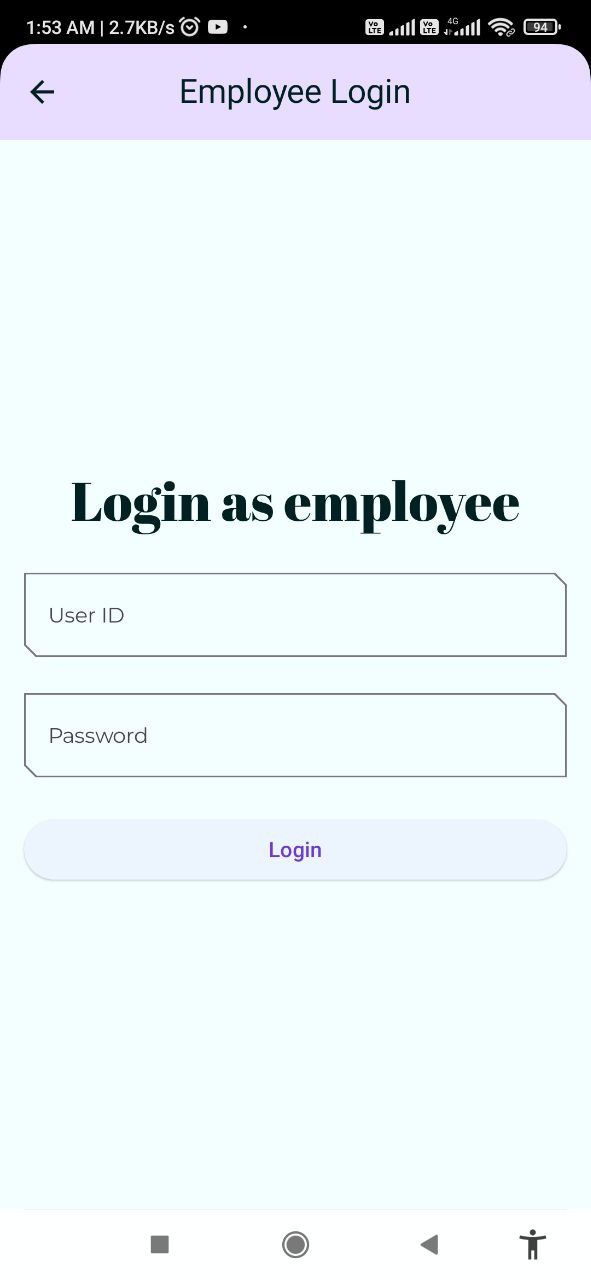 1:53 AM | 2.7KB/s
Vo LTE Vo LTE 4G 94
Employee Login
Login as employee
User ID
Password
Login